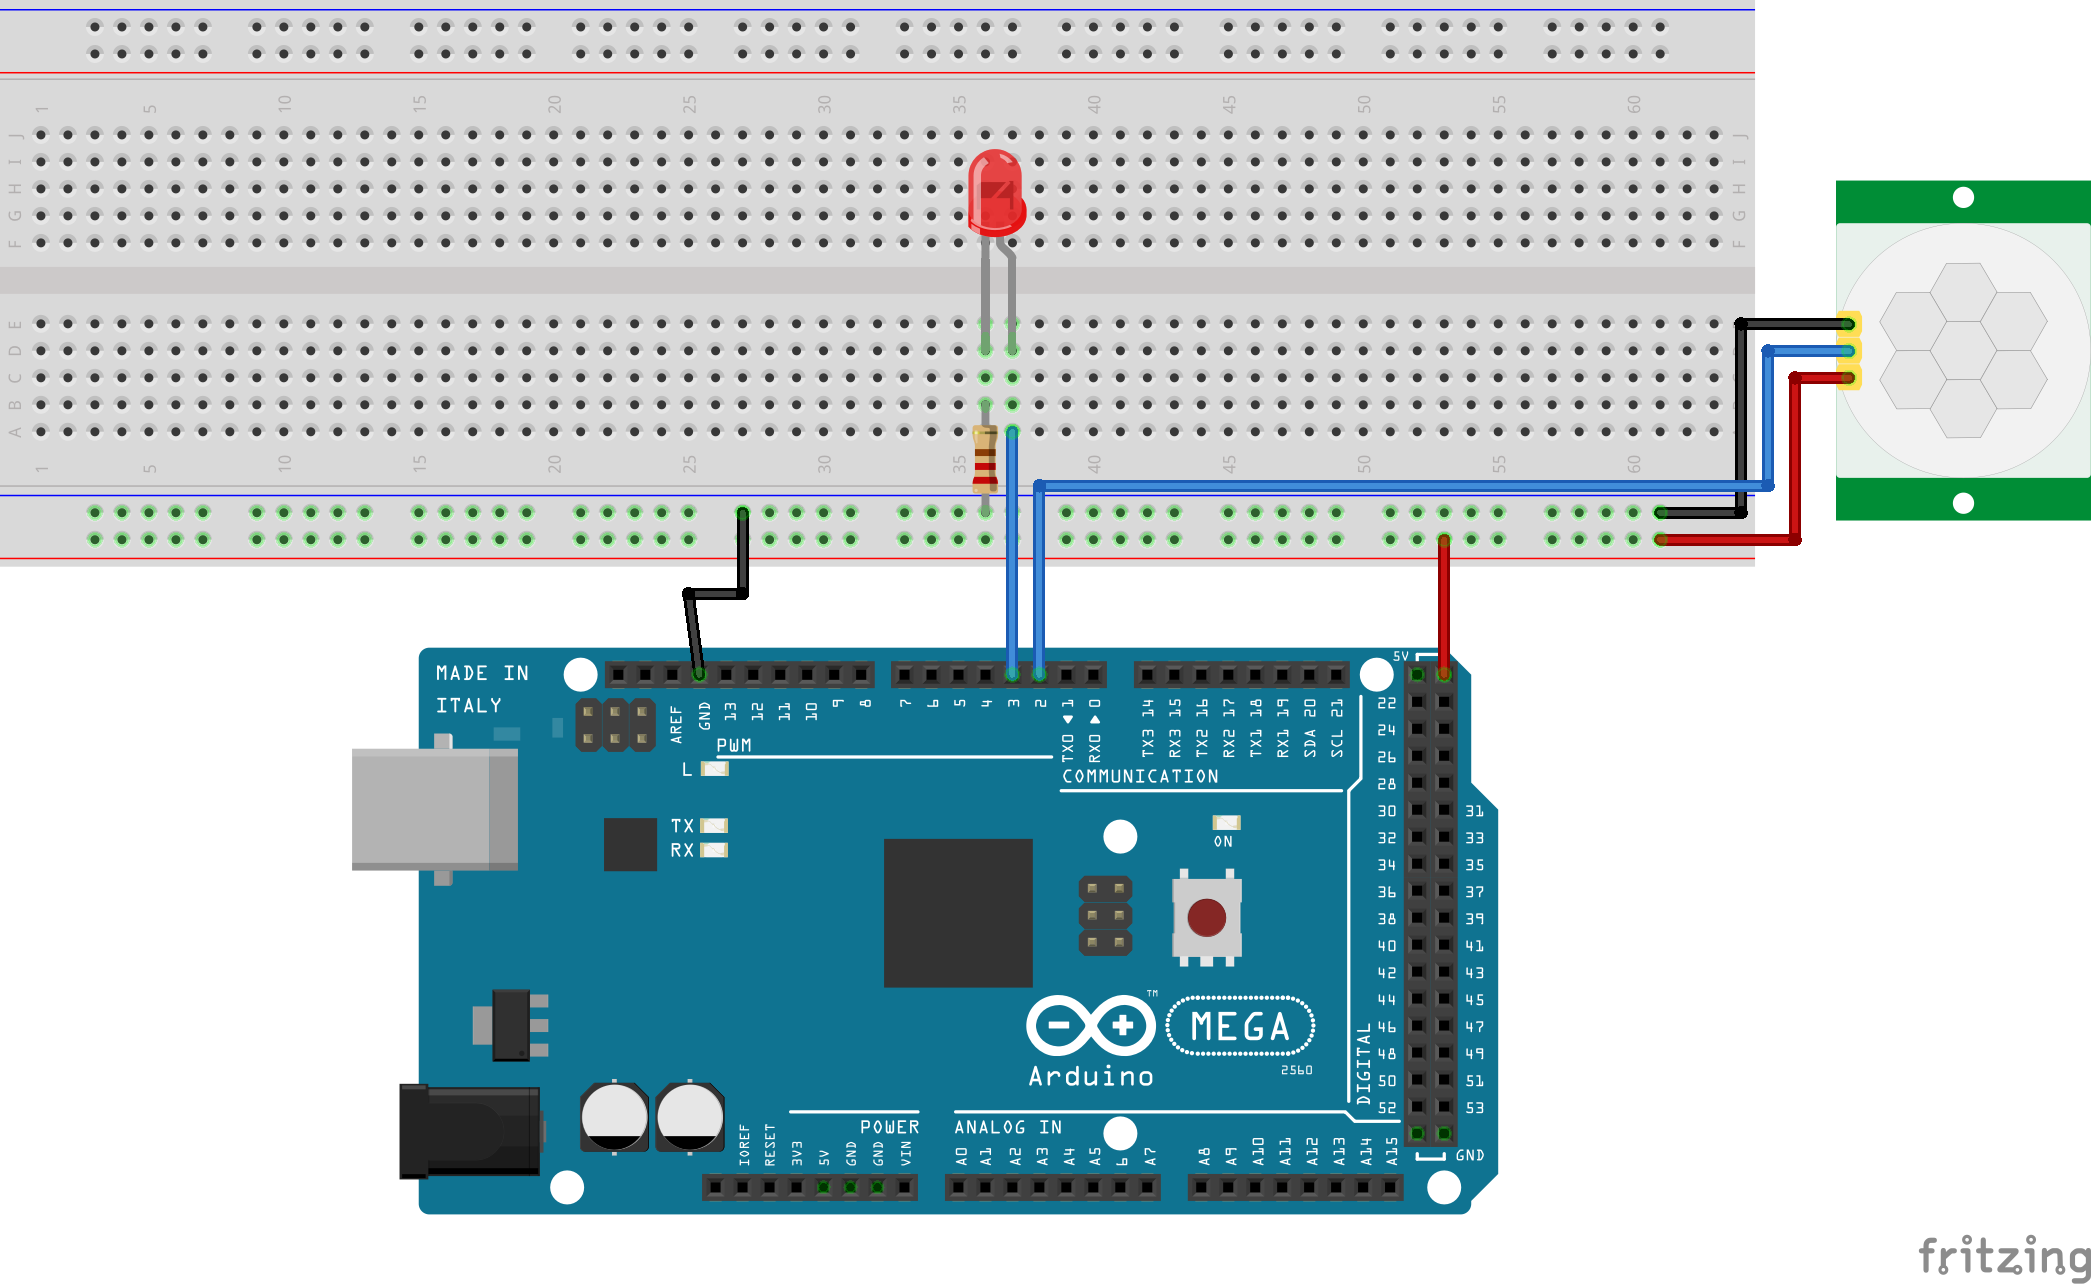 1 5 10 15 20 25 30 35 40 45 50 55 60
J J
I I
H H
G G
F F
E
D
C
B
A
1 5 10 15 20 25 30 35 40 45 50 55 60
MADE IN
ITALY
AREF GND 13 12 11 10 9 8 7 6 5 4 3 2 TX0 1 RX0 0 TX3 14 RX3 15 TX2 16 RX2 17 TX1 18 RX1 19 SDA 20 SCL 21
5V
PWM
COMMUNICATION
L
TX
RX
ON
22
24
26
28
30 31
32 33
34 35
36 37
38 39
40 41
42 43
44 45
46 47
48 49
50 51
52 53
GND
DIGITAL
TM
MEGA
Arduino
2560
POWER ANALOG IN
IOREF RESET 3V3 5V GND GND VIN A0 A1 A2 A3 A4 A5 6 A7 A8 A9 A10 A11 A12 A13 A14 A15
fritzing